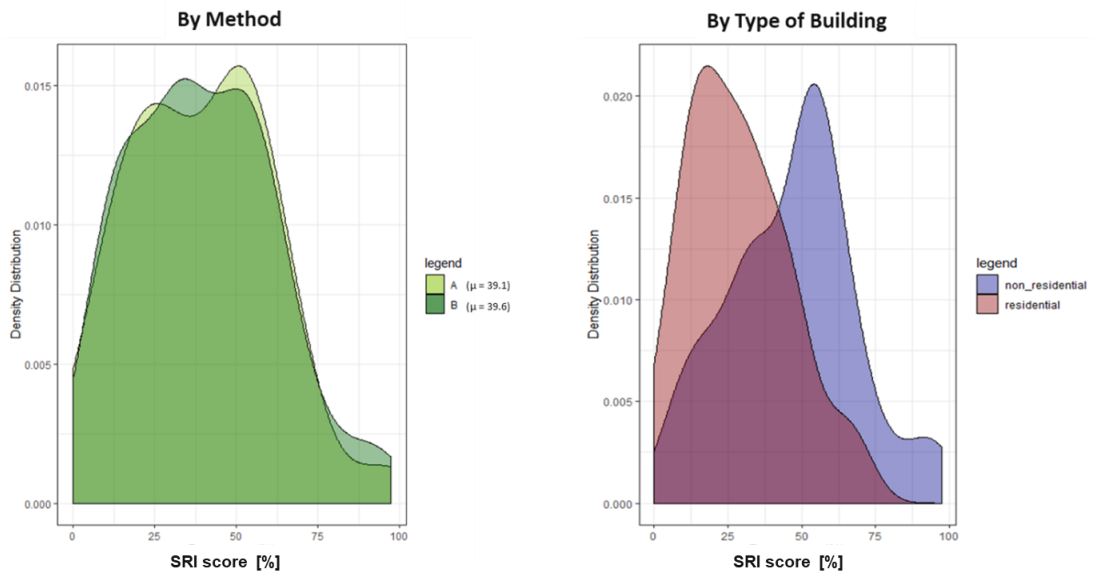 By Method
0.015
0.010
0.005
0.000
Density Distribution
0
25
50
75
100
SRI score [%]
legend
A (μ = 39.1)
B (μ = 39.6)
By Type of Building
0.020
0.015
0.010
0.005
0.000
Density Distribution
0
25
50
75
100
SRI score [%]
legend
non_residential
residential